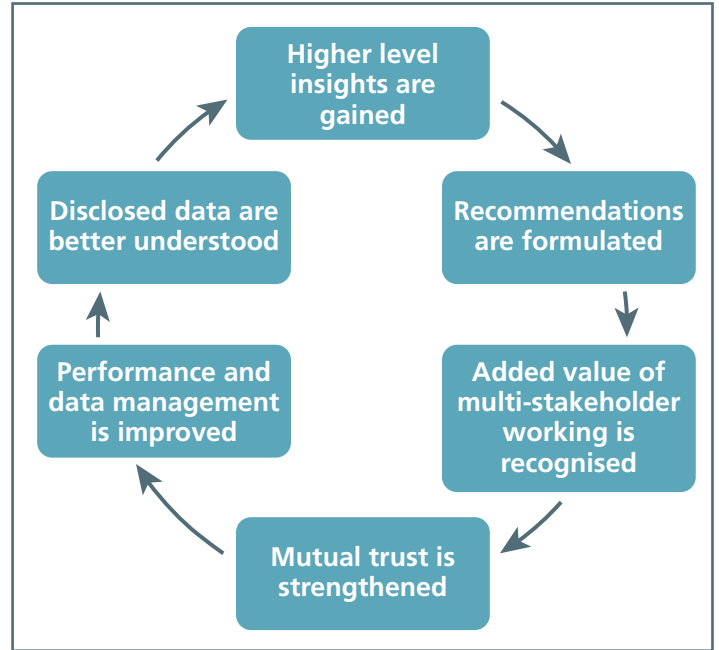 Higher level
insights are
gained
Recommendations
are formulated
Added value of
multi-stakeholder
working is
recognised
Mutual trust is
strengthened
Performance and
data management
is improved
Disclosed data are
better understood